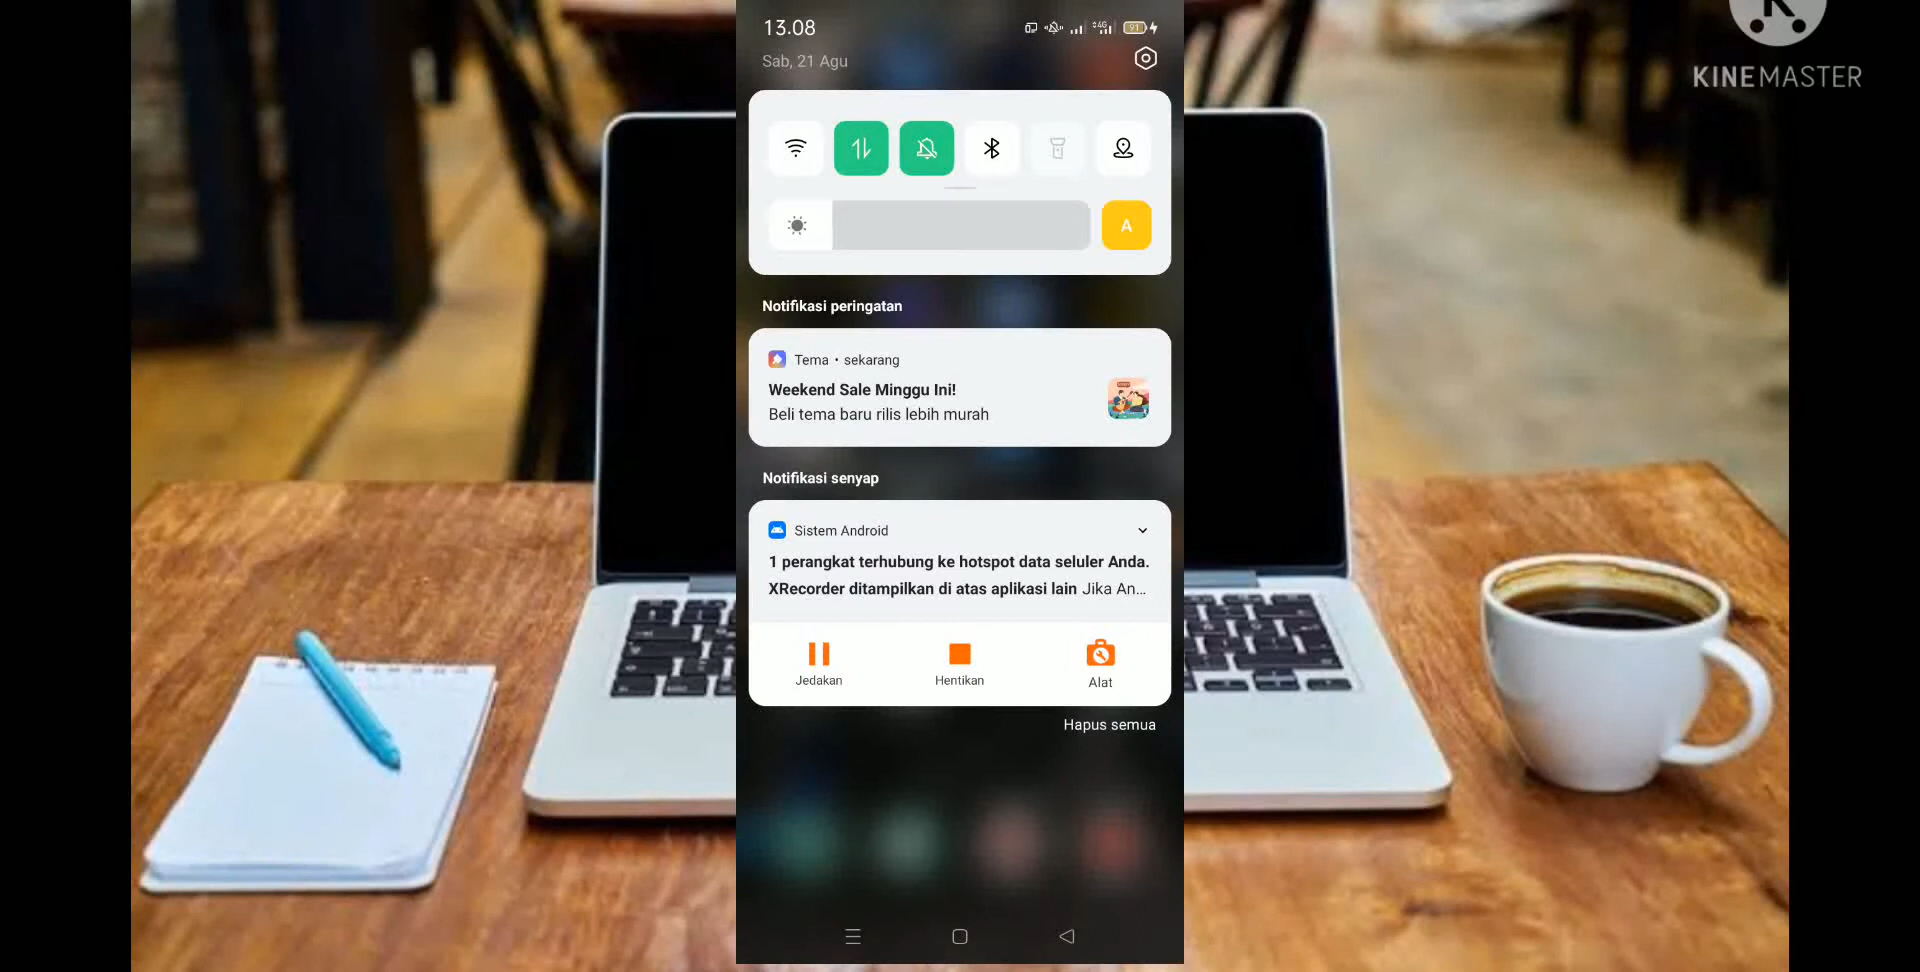 13.08
4G
91
Sab, 21 Agu
KINEMASTER
A
Notifikasi peringatan
Tema • sekarang
Weekend Sale Minggu Ini!
Beli tema baru rilis lebih murah
Notifikasi senyap
Sistem Android
1 perangkat terhubung ke hotspot data seluler Anda.
XRecorder ditampilkan di atas aplikasi lain Jika An...
Jedakan
Hentikan
Alat
Hapus semua